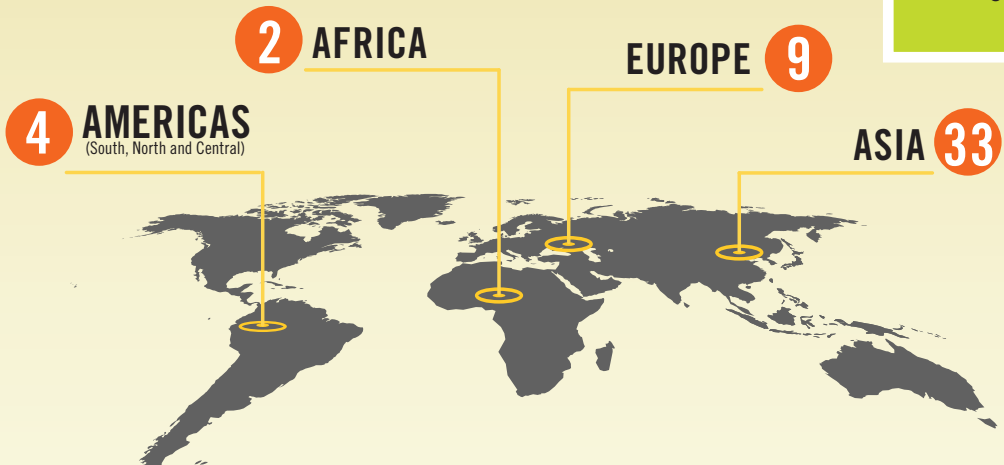 2 AFRICA
EUROPE 9
4 AMERICAS
(South, North and Central)
ASIA 33